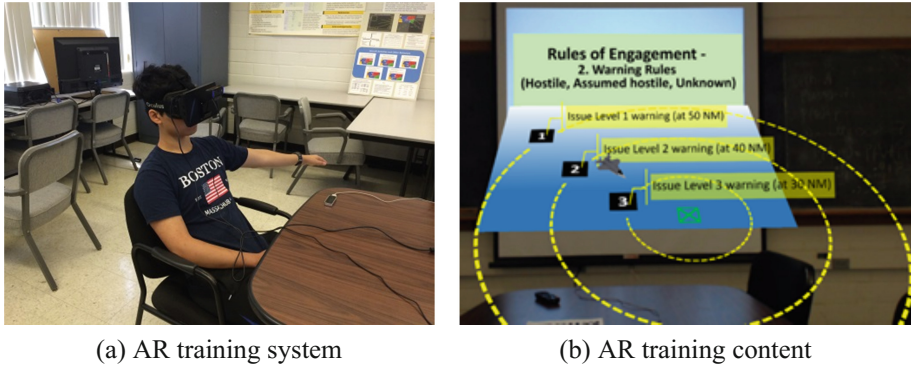 Oculus
BOSTON
MASSACHUSETTS
Rules of Engagement -
2. Warning Rules
(Hostile, Assumed hostile, Unknown)
1
Issue Level 1 warning (at 50 NM)
2
Issue Level 2 warning (at 40 NM)
3
Issue Level 3 warning (at 30 NM)
(a) AR training system
(b) AR training content